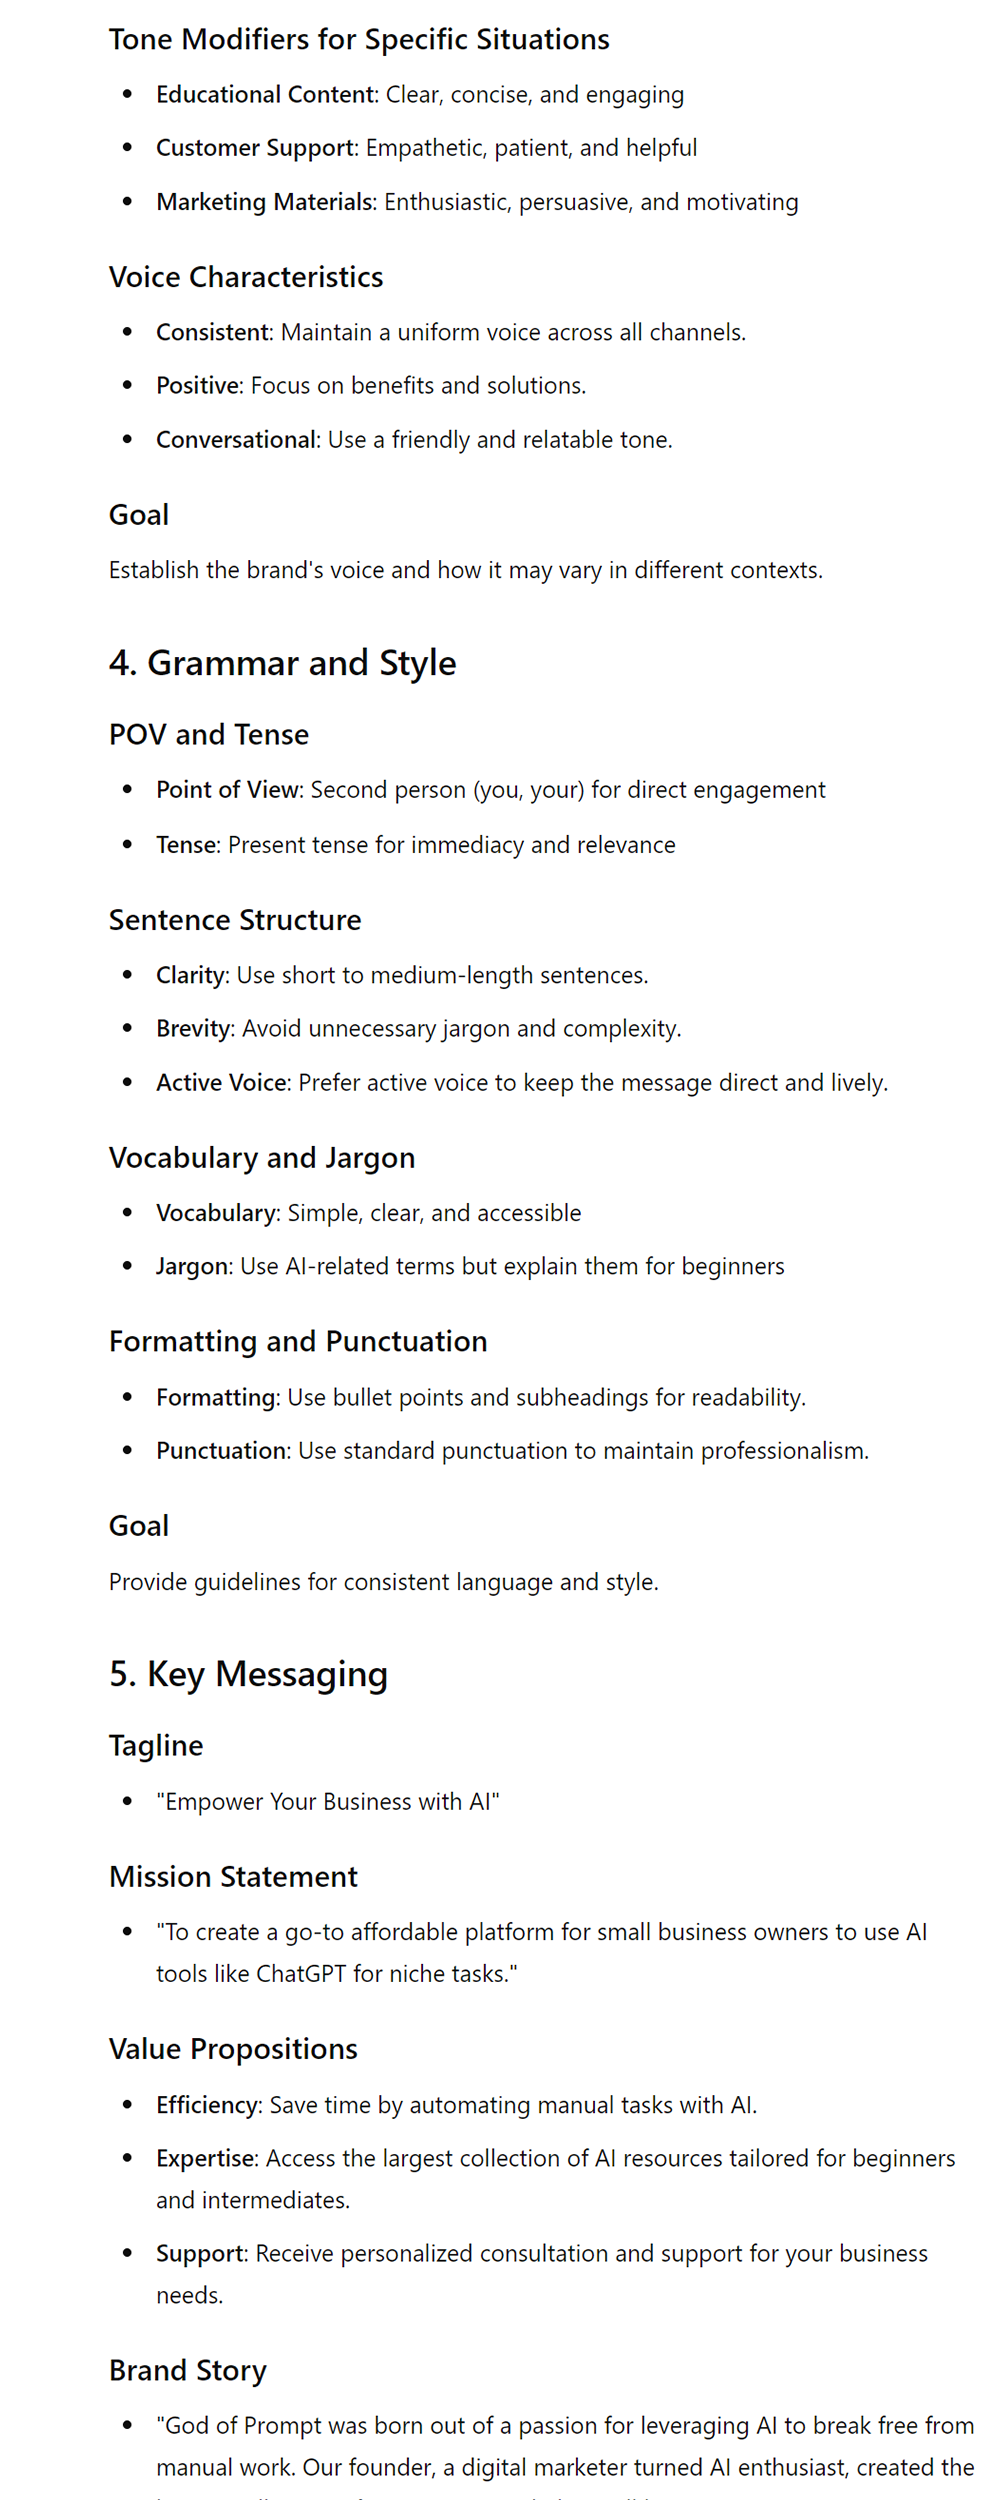 Tone Modifiers for Specific Situations
• Educational Content: Clear, concise, and engaging
• Customer Support: Empathetic, patient, and helpful
• Marketing Materials: Enthusiastic, persuasive, and motivating
Voice Characteristics
• Consistent: Maintain a uniform voice across all channels.
• Positive: Focus on benefits and solutions.
• Conversational: Use a friendly and relatable tone.
Goal
Establish the brand's voice and how it may vary in different contexts.
4. Grammar and Style
POV and Tense
• Point of View: Second person (you, your) for direct engagement
• Tense: Present tense for immediacy and relevance
Sentence Structure
• Clarity: Use short to medium-length sentences.
• Brevity: Avoid unnecessary jargon and complexity.
• Active Voice: Prefer active voice to keep the message direct and lively.
Vocabulary and Jargon
• Vocabulary: Simple, clear, and accessible
• Jargon: Use AI-related terms but explain them for beginners
Formatting and Punctuation
• Formatting: Use bullet points and subheadings for readability.
• Punctuation: Use standard punctuation to maintain professionalism.
Goal
Provide guidelines for consistent language and style.
5. Key Messaging
Tagline
• "Empower Your Business with AI"
Mission Statement
• "To create a go-to affordable platform for small business owners to use AI
tools like ChatGPT for niche tasks."
Value Propositions
• Efficiency: Save time by automating manual tasks with AI.
• Expertise: Access the largest collection of AI resources tailored for beginners
and intermediates.
• Support: Receive personalized consultation and support for your business
needs.
Brand Story
• "God of Prompt was born out of a passion for leveraging AI to break free from
manual work. Our founder, a digital marketer turned AI enthusiast, created the